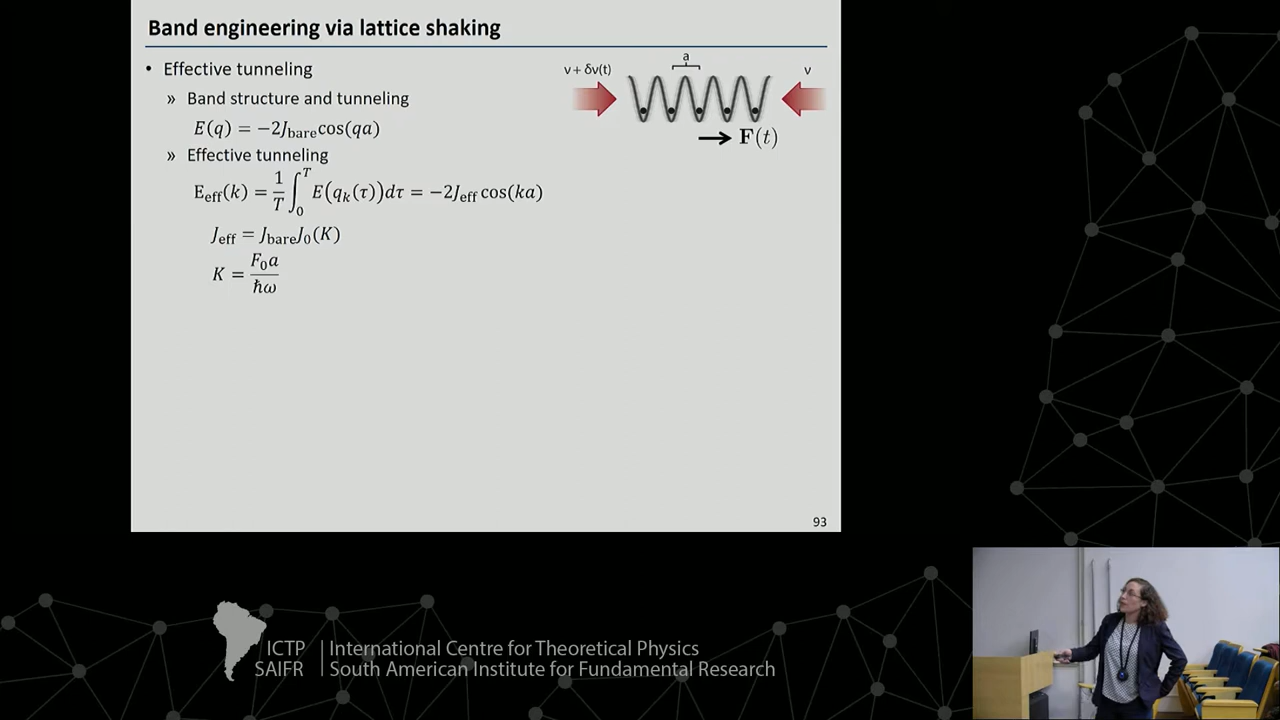 Band engineering via lattice shaking
• Effective tunneling
» Band structure and tunneling
E(q) = −2J_bare cos(qa)
» Effective tunneling
E_eff(k) = 1/T ∫_0^T E(q_k(τ))dτ = −2J_eff cos(ka)
J_eff = J_bare J_0(K)
K = F_0 a / ħω
a
ν + δν(t)
ν
F(t)
93
ICTP
SAIFR
International Centre for Theoretical Physics
South American Institute for Fundamental Research